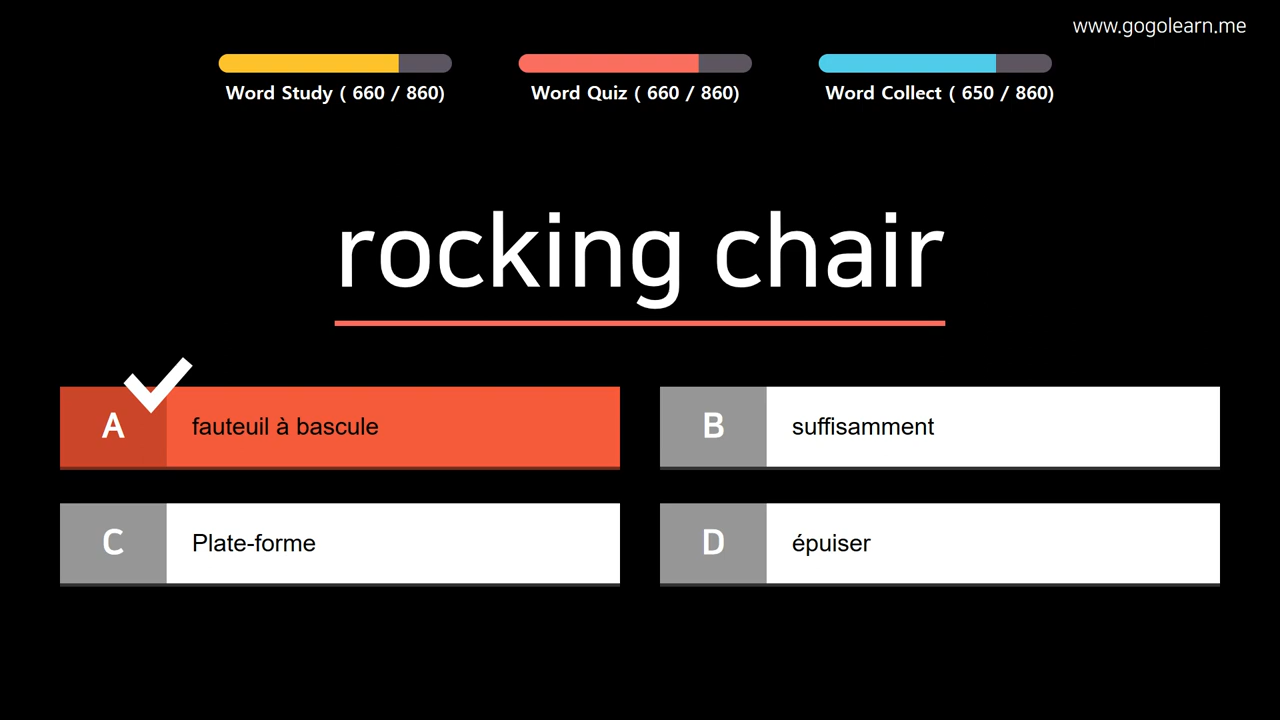 www.gogolearn.me
Word Study ( 660 / 860)
Word Quiz ( 660 / 860)
Word Collect ( 650 / 860)
rocking chair
A fauteuil à bascule
B suffisamment
C Plate-forme
D épuiser